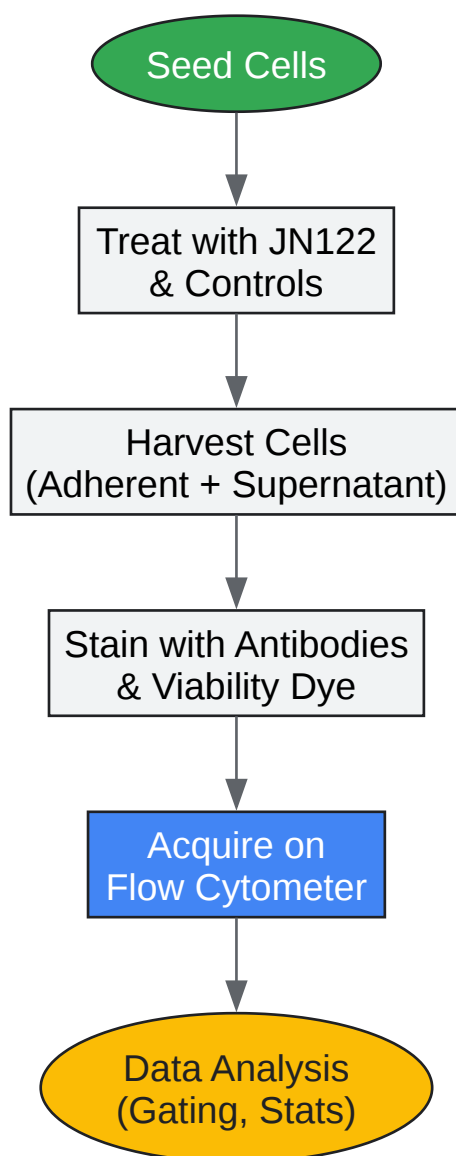 Seed Cells
Treat with JN122
& Controls
Harvest Cells
(Adherent + Supernatant)
Stain with Antibodies
& Viability Dye
Acquire on
Flow Cytometer
Data Analysis
(Gating, Stats)